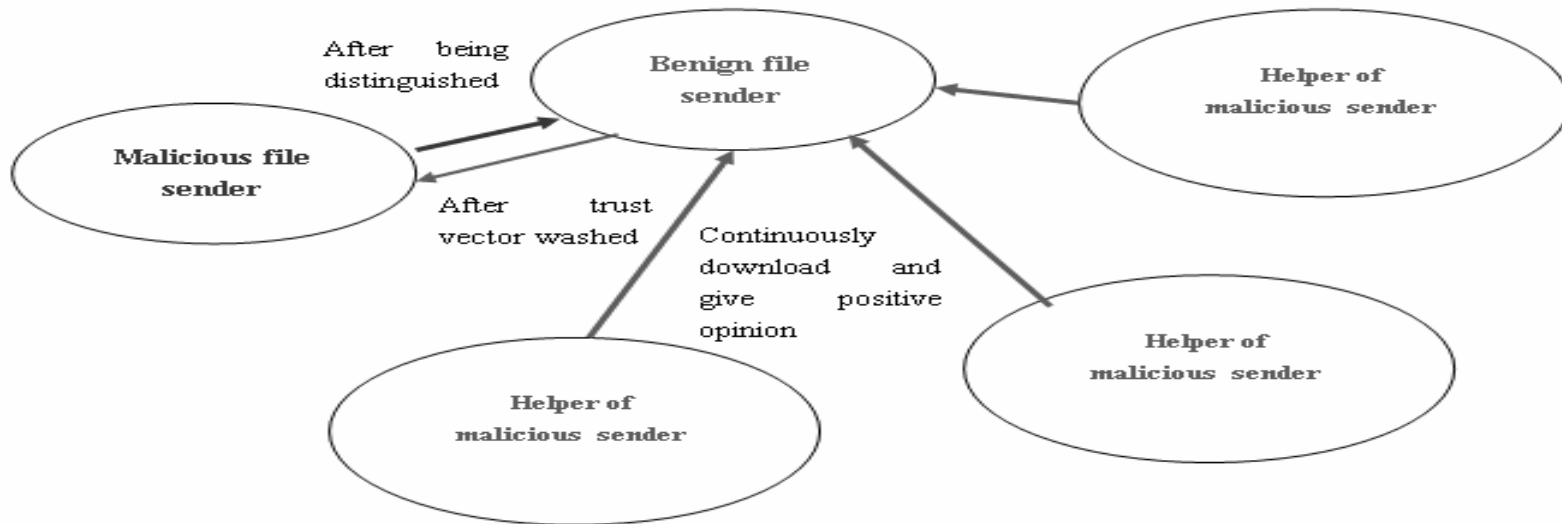 After being
distinguished
Benign file
sender
Helper of
malicious sender
Malicious file
sender
After trust
vector washed
Continuously
download and
give positive
opinion
Helper of
malicious sender
Helper of
malicious sender